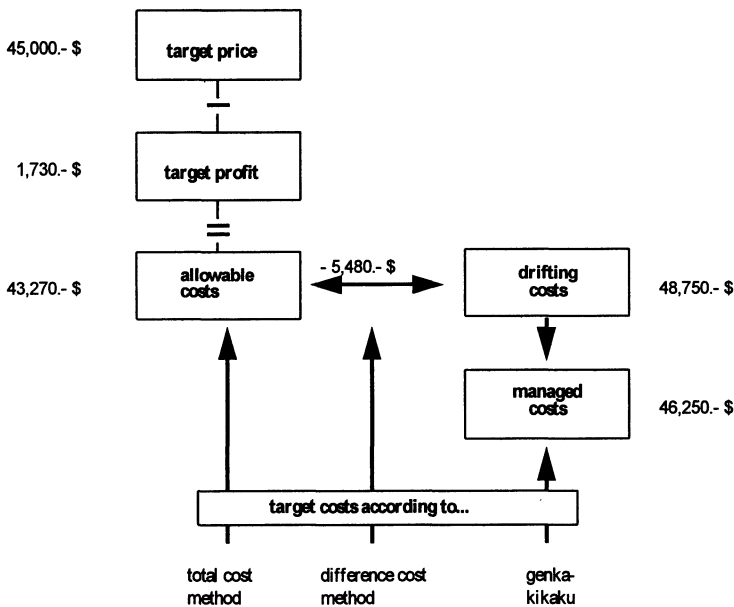 45,000.- $
target price
1,730.- $
target profit
43,270.- $
allowable
costs
- 5,480.- $
drifting
costs
48,750.- $
managed
costs
46,250.- $
target costs according to...
total cost
method
difference cost
method
genka-
kikaku